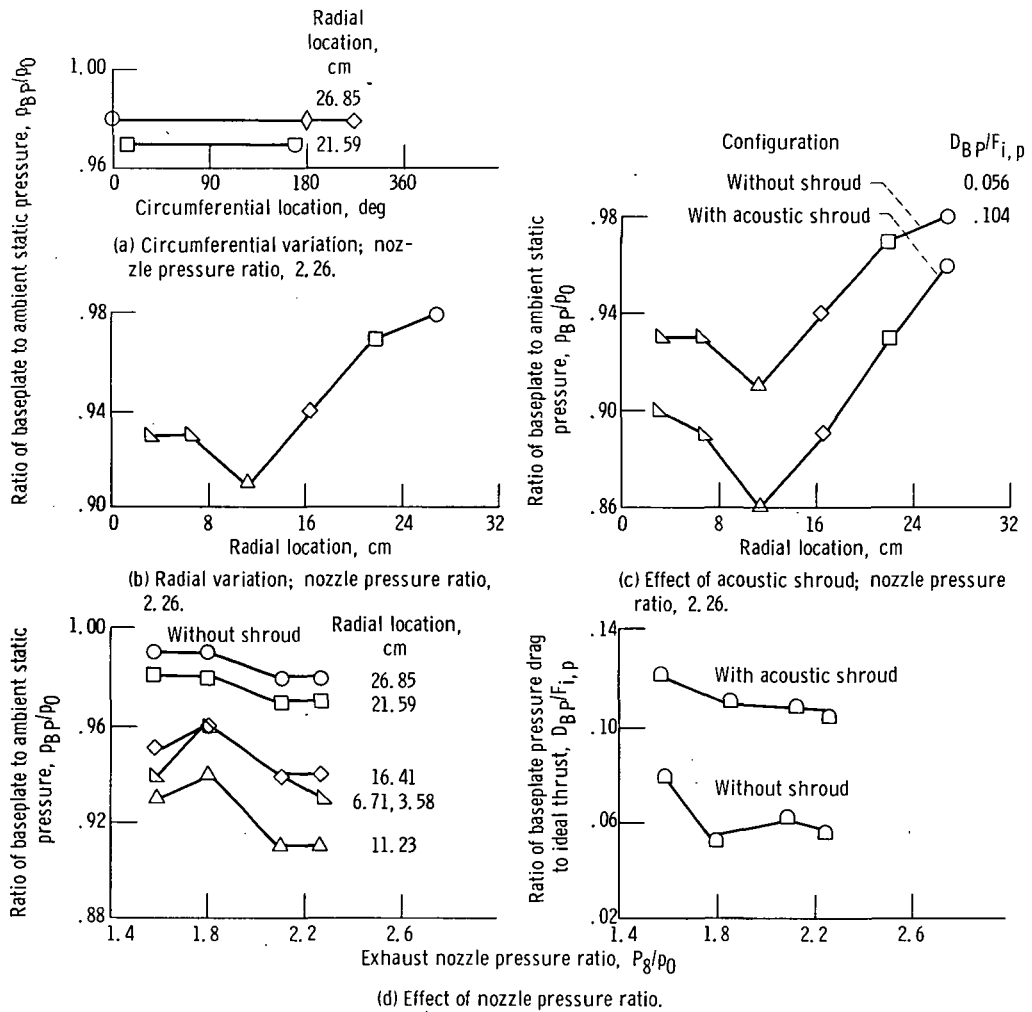 Ratio of baseplate to ambient static pressure, pBP/p0
Radial
location,
cm
1.00
26.85
21.59
.96
0 90 180 360
Circumferential location, deg
(a) Circumferential variation; noz-
zle pressure ratio, 2.26.
.98
.94
.90
0 8 16 24 32
Radial location, cm
(b) Radial variation; nozzle pressure ratio,
2.26.
Ratio of baseplate to ambient static
pressure, pBP/p0
Configuration DBP/Fi, p
Without shroud 0.056
With acoustic shroud .104
.98
.94
.90
.86
0 8 16 24 32
Radial location, cm
(c) Effect of acoustic shroud; nozzle pressure
ratio, 2.26.
Ratio of baseplate to ambient static
pressure, pBP/p0
1.00
Without shroud
Radial location,
cm
26.85
21.59
.96
16.41
6.71, 3.58
.92
11.23
.88
1.4 1.8 2.2 2.6
Ratio of baseplate pressure drag
to ideal thrust, DBP/Fi, p
.14
With acoustic shroud
.10
Without shroud
.06
.02
1.4 1.8 2.2 2.6
Exhaust nozzle pressure ratio, P8/p0
(d) Effect of nozzle pressure ratio.